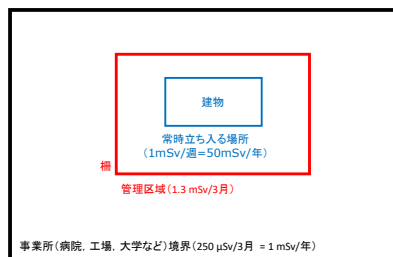 建物
常時立ち入る場所
(1mSv/週=50mSv/年)
柵
管理区域(1.3 mSv/3月)
事業所(病院, 工場, 大学など)境界(250 μSv/3月 = 1 mSv/年)